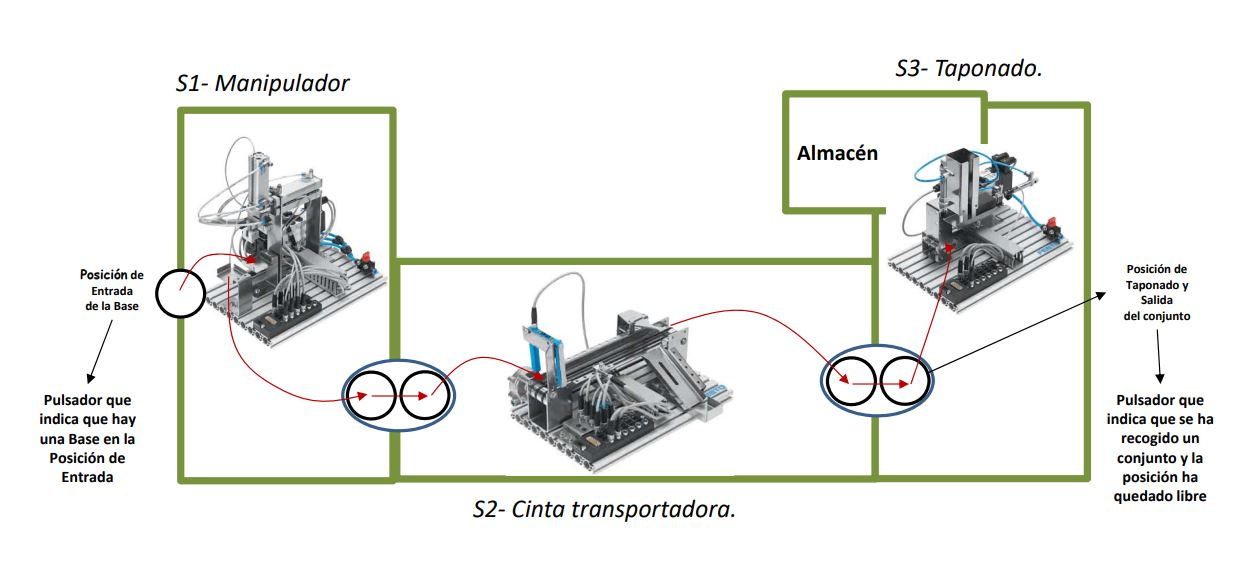 S1- Manipulador
S3- Taponado.
Almacén
Posición de
Entrada
de la Base
Pulsador que
indica que hay
una Base en la
Posición de
Entrada
S2- Cinta transportadora.
Posición de
Taponado y
Salida
del conjunto
Pulsador que
indica que se ha
recogido un
conjunto y la
posición ha
quedado libre